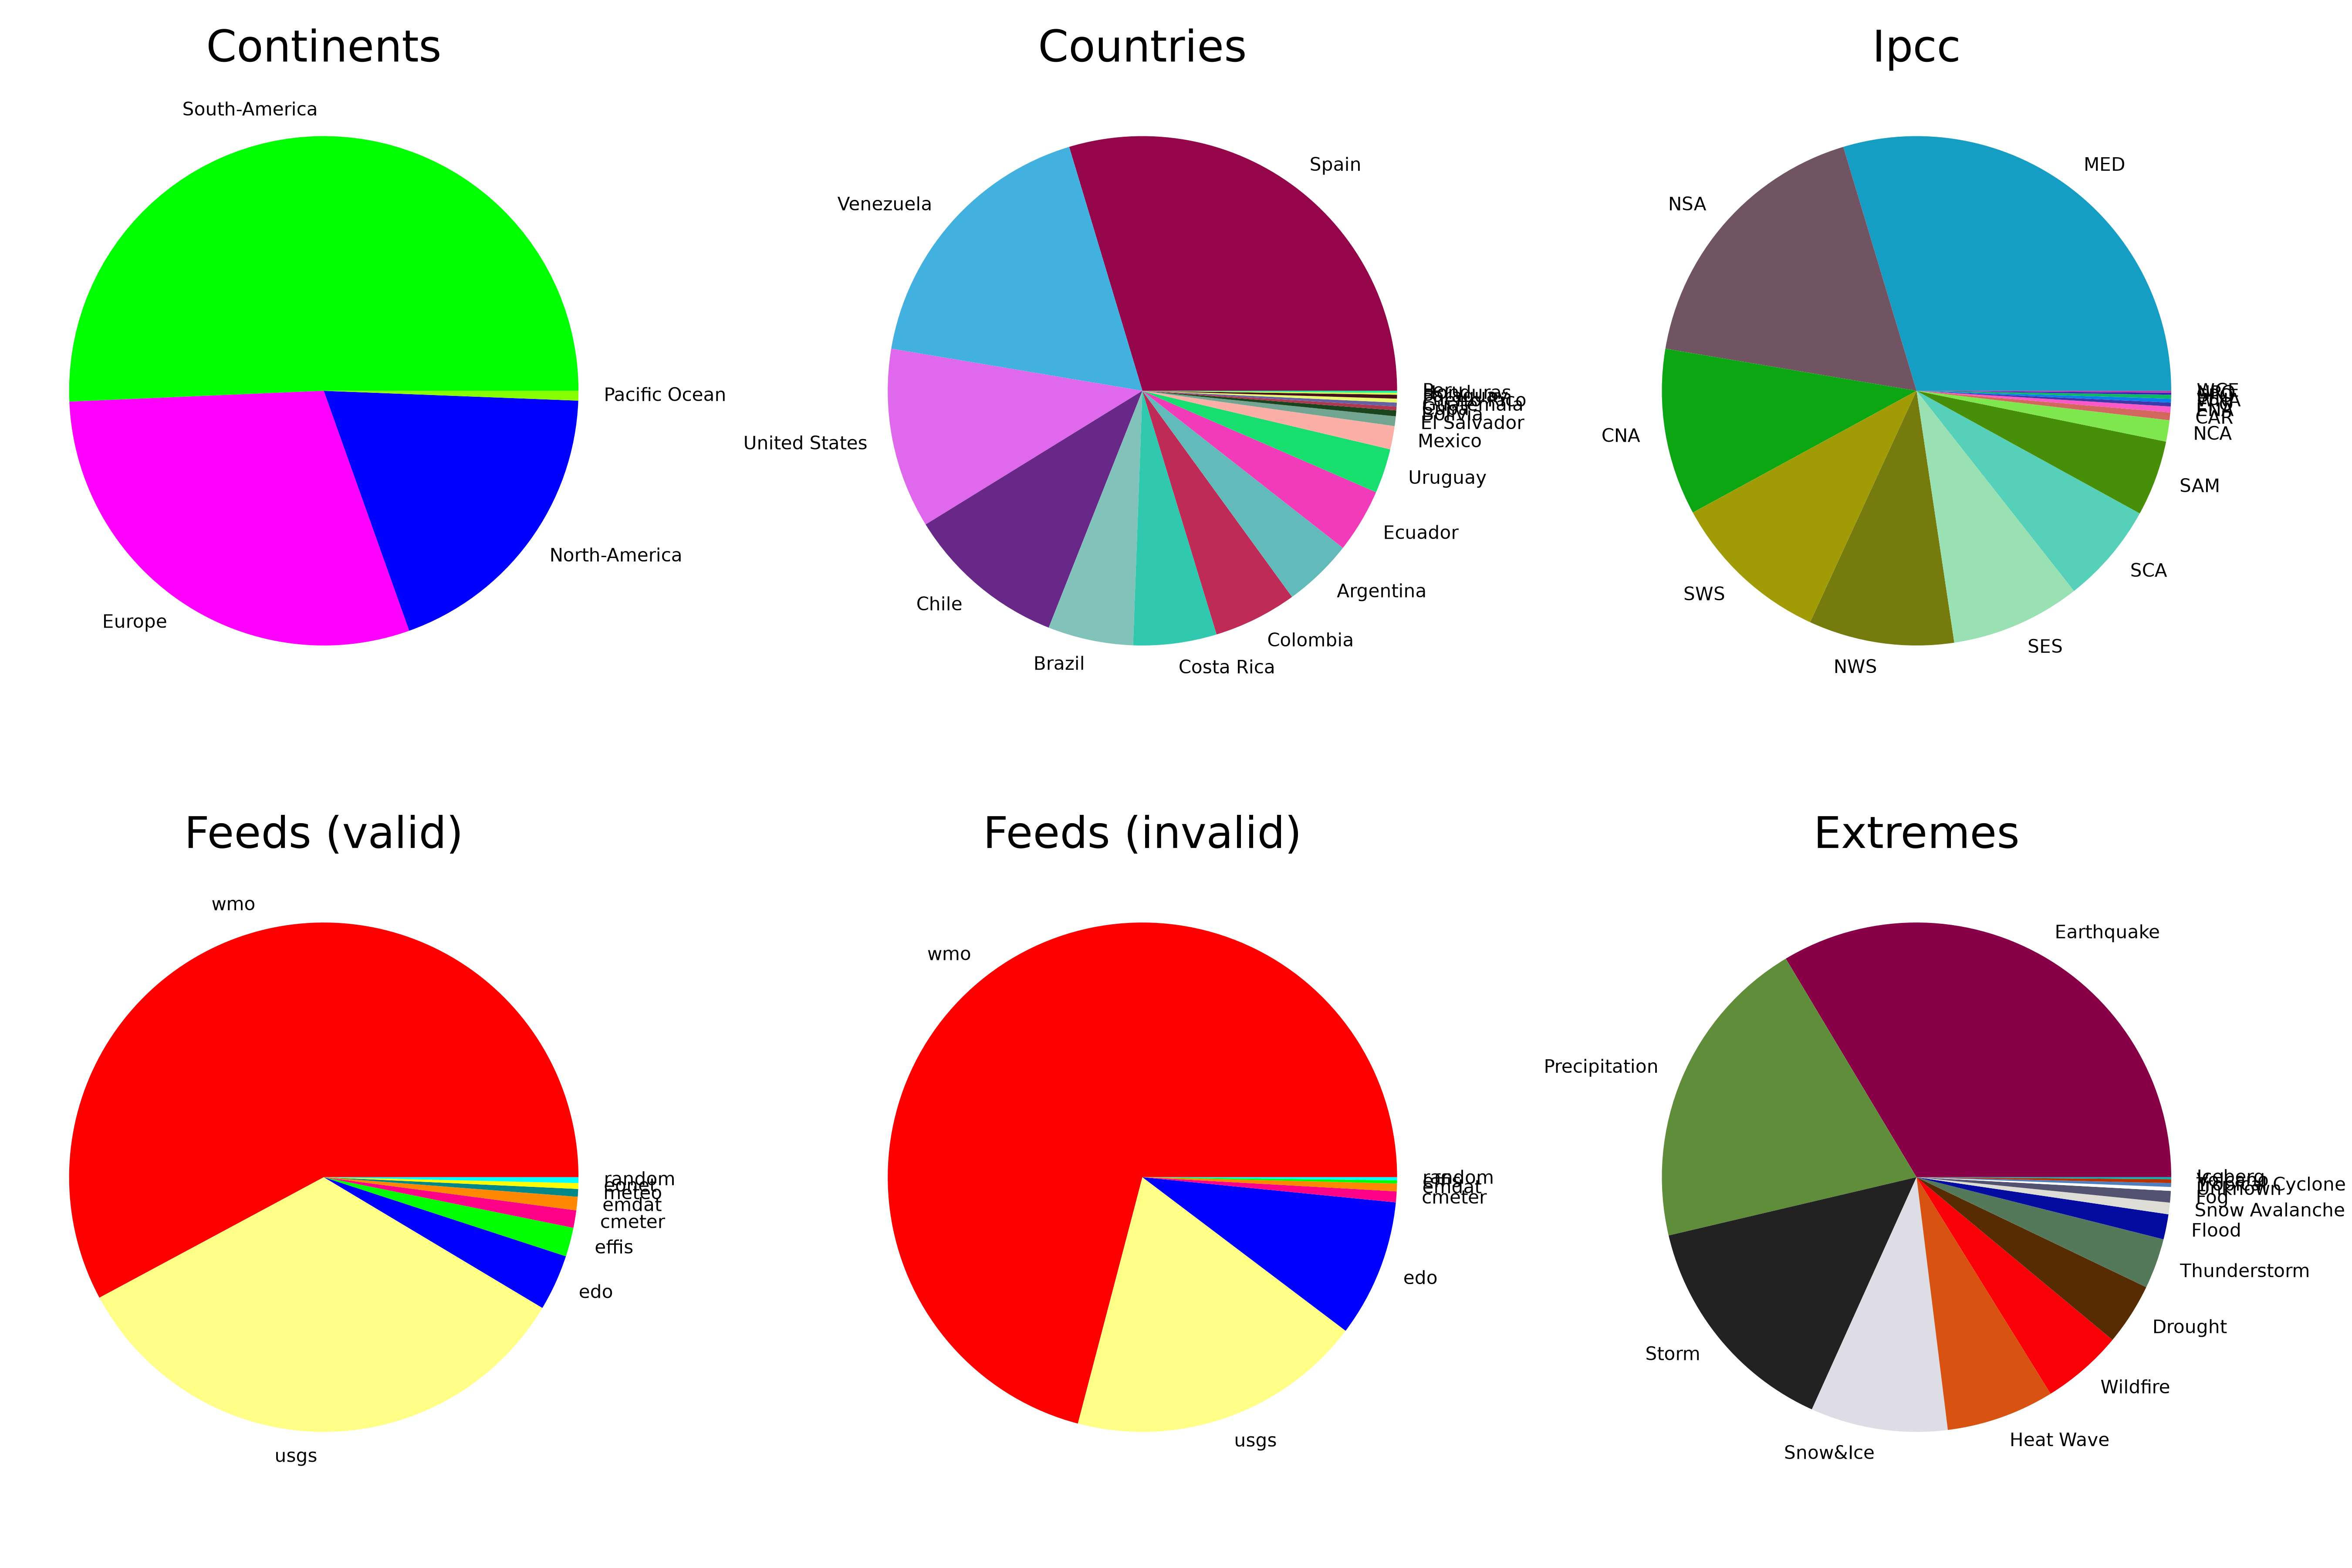 Continents
South-America
Pacific Ocean
North-America
Europe
Countries
Spain
Venezuela
United States
Chile
Brazil
Costa Rica
Colombia
Argentina
Ecuador
Uruguay
Mexico
El Salvador
Ipcc
MED
NSA
CNA
SWS
NWS
SES
SCA
SAM
NCA
CAR
Feeds (valid)
wmo
random
meteo
emdat
cmeter
effis
edo
usgs
Feeds (invalid)
wmo
random
emdat
cmeter
edo
usgs
Extremes
Earthquake
Precipitation
Storm
Snow&Ice
Heat Wave
Wildfire
Drought
Thunderstorm
Flood
Snow Avalanche
Fog
Unknown
Tropical Cyclone
Iceberg